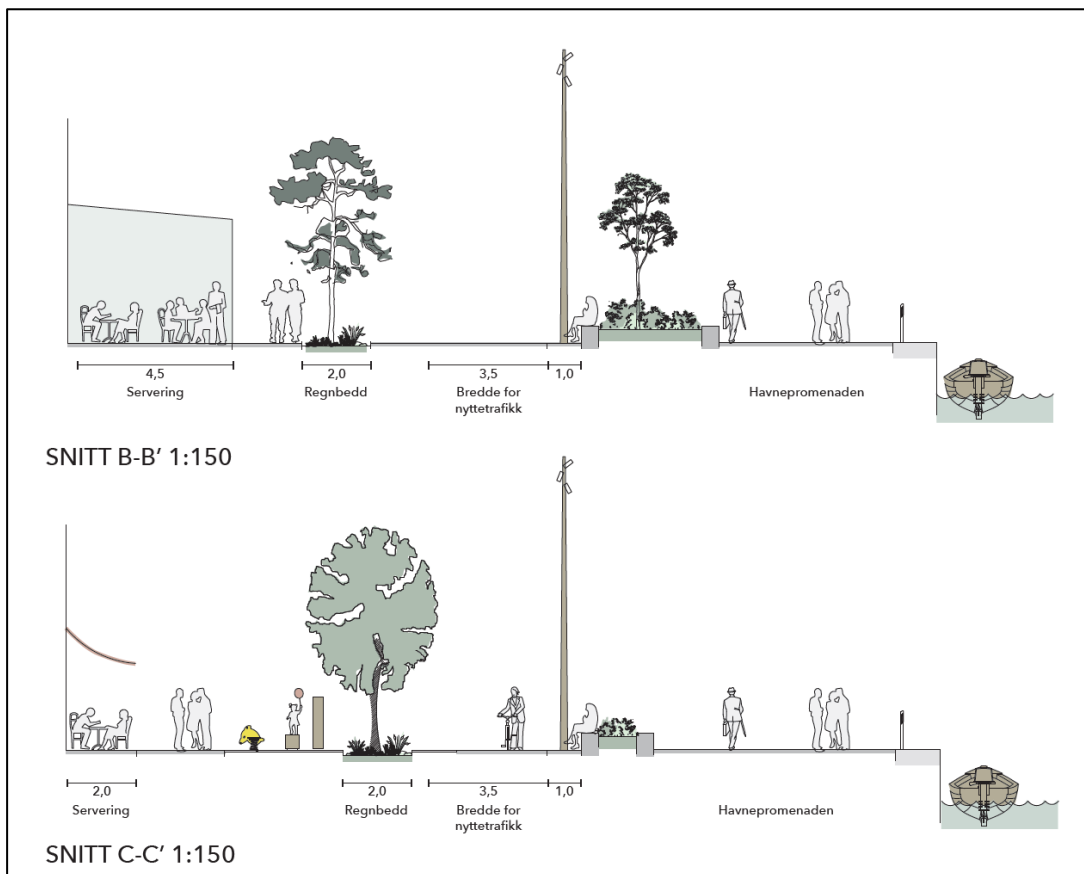 4,5
2,0
3,5
1,0
Servering
Regnbedd
Bredde for
nyttetrafikk
Havnepromenaden
SNITT B-B' 1:150
2,0
2,0
3,5
1,0
Servering
Regnbedd
Bredde for
nyttetrafikk
Havnepromenaden
SNITT C-C' 1:150